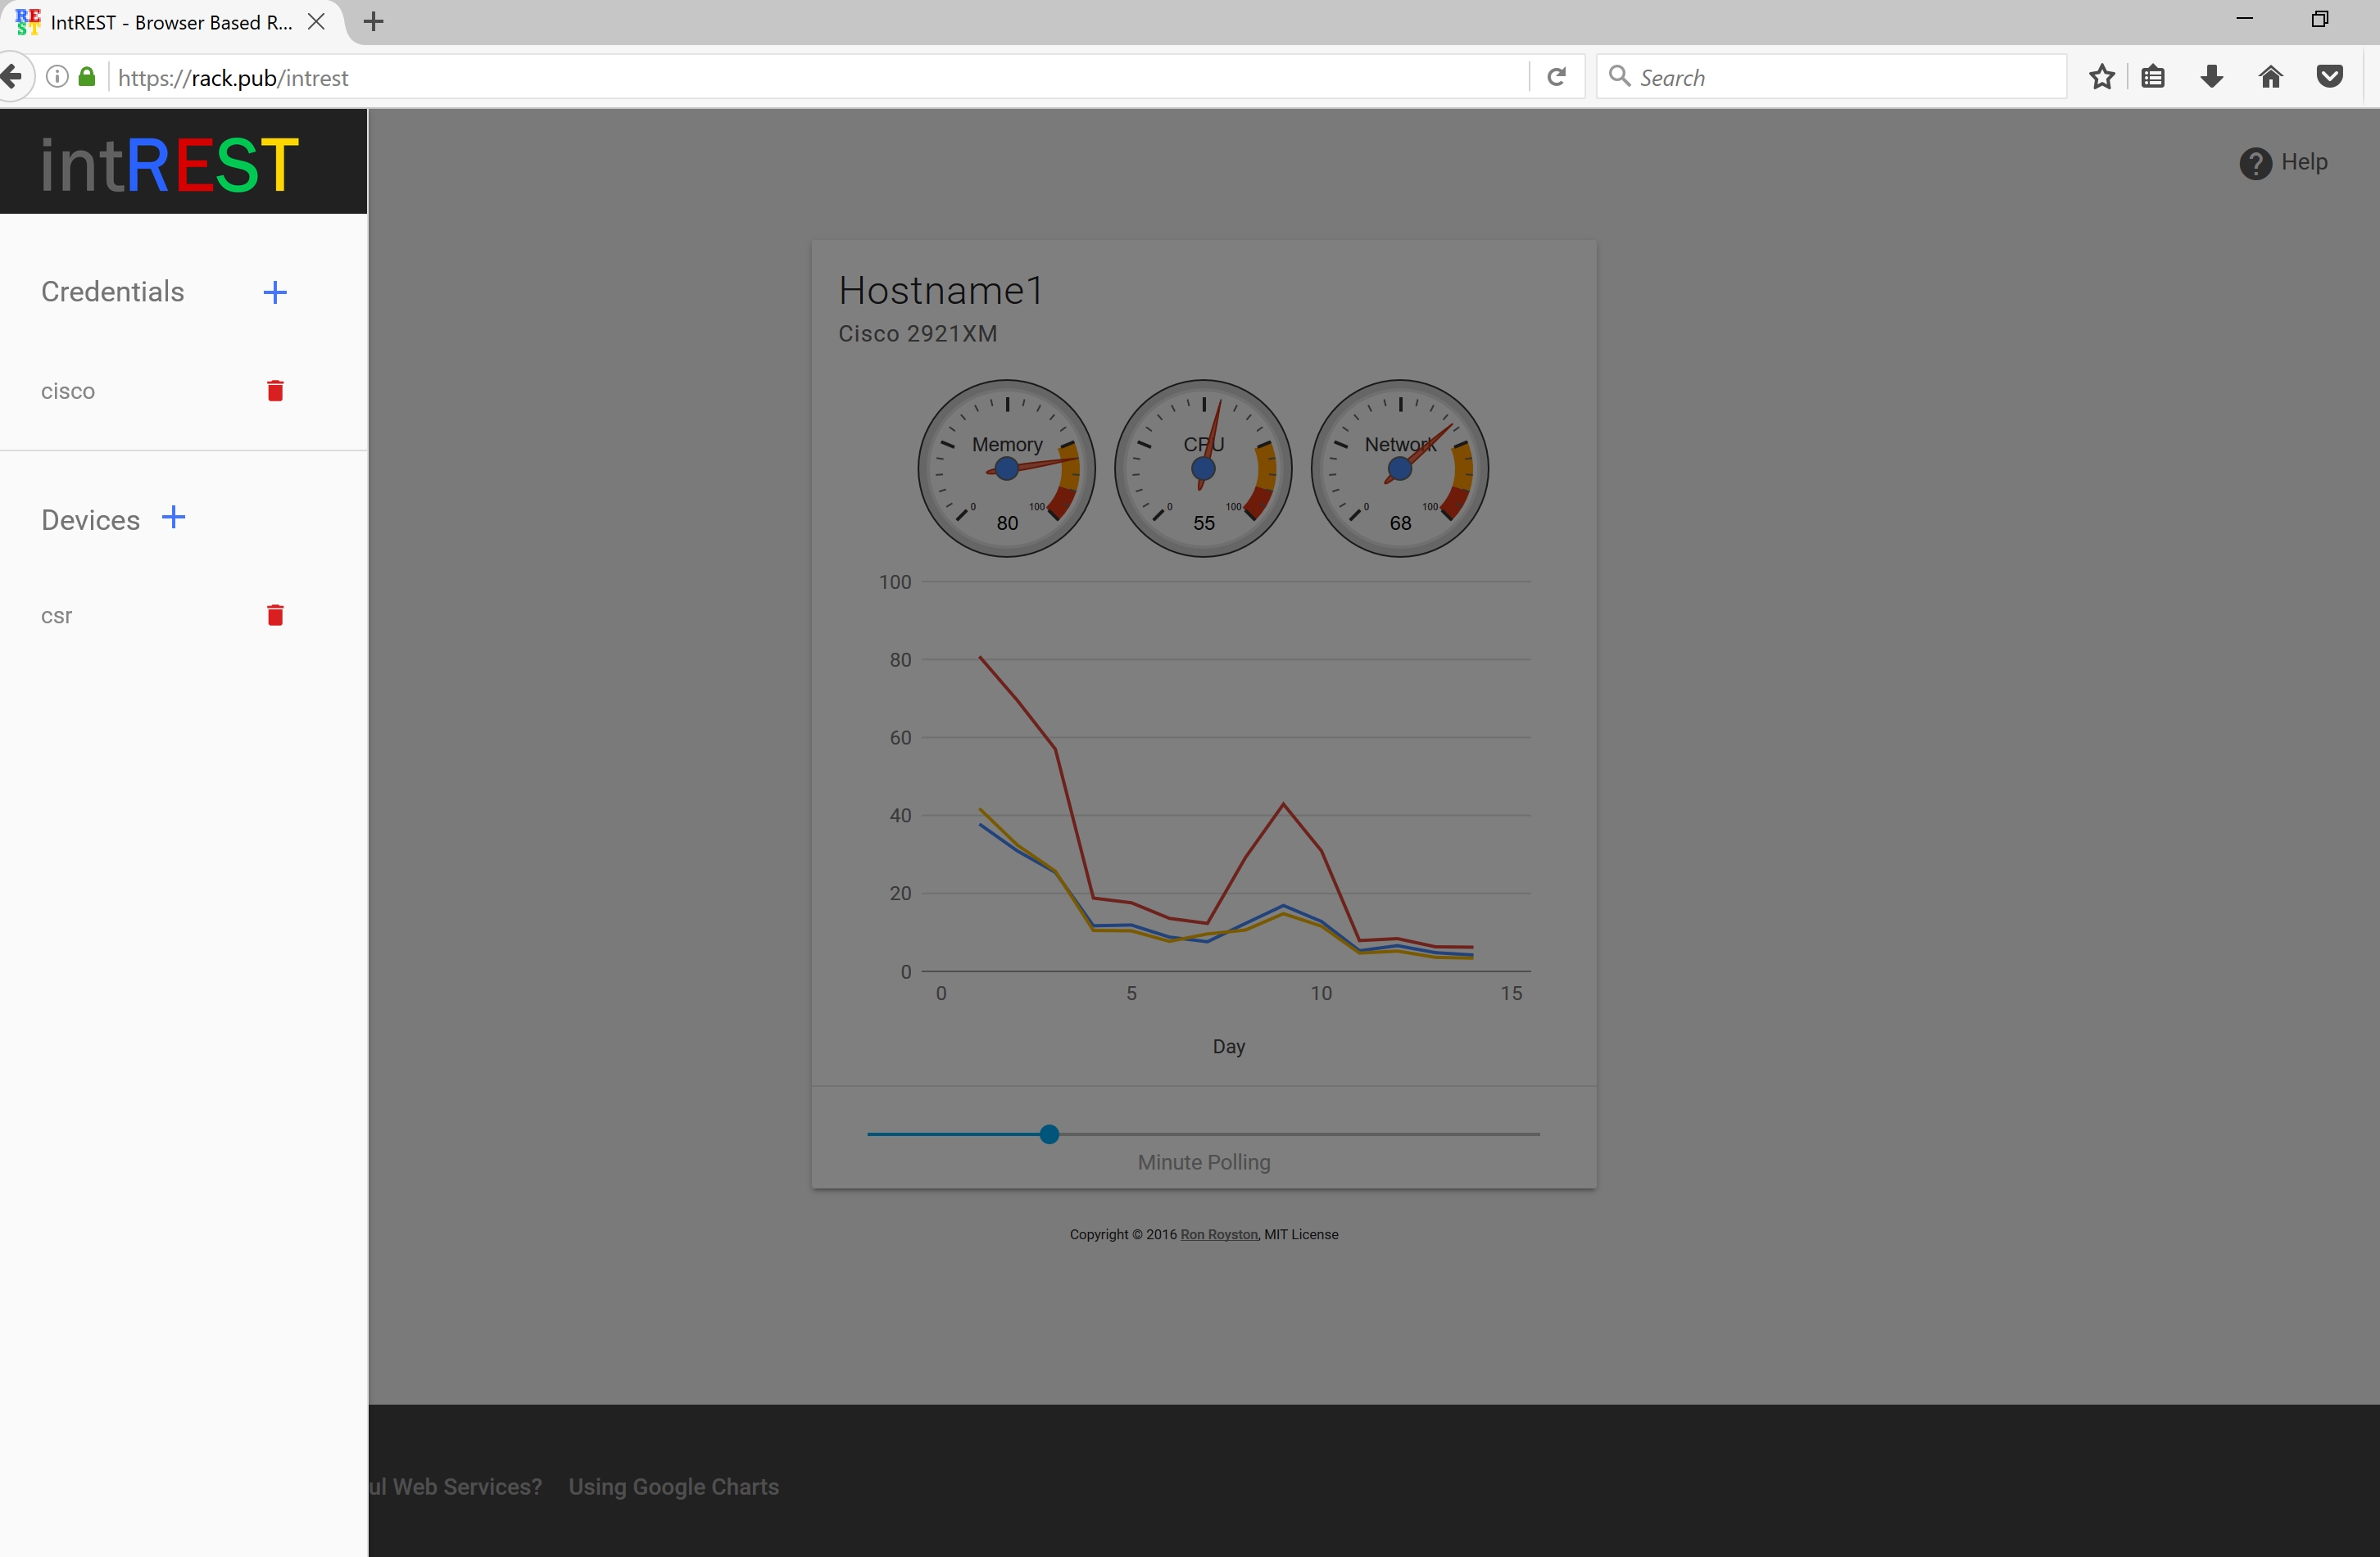 IntREST - Browser Based R...
https://rack.pub/intrest
Search
intREST
Help
Credentials
cisco
Devices
csr
Hostname1
Cisco 2921XM
Memory
0
100
80
CPU
0
100
55
Network
0
100
68
100
80
60
40
20
0
0 5 10 15
Day
Minute Polling
Copyright © 2016 Ron Royston, MIT License
ul Web Services? Using Google Charts